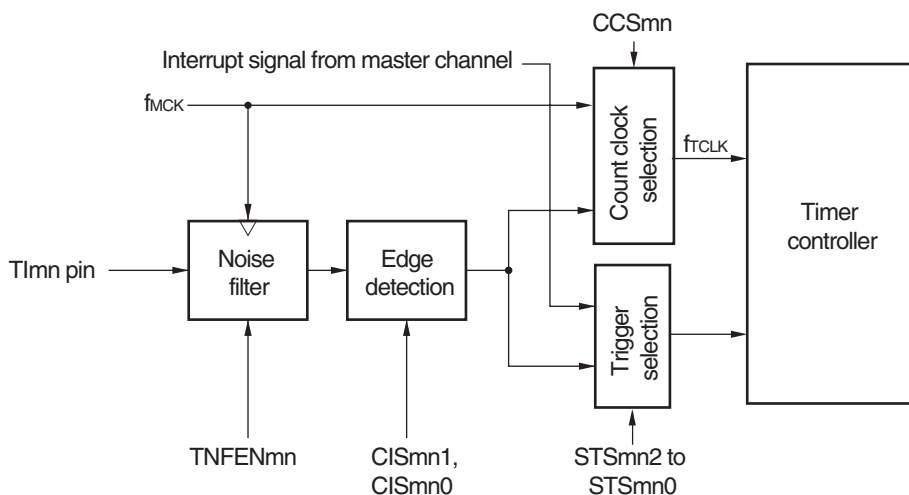 CCSmn
Interrupt signal from master channel
fMCK
Count clock
selection
fTCLK
Timer
controller
TImn pin
Noise
filter
Edge
detection
Trigger
selection
TNFENmn
CISmn1,
CISmn0
STSmn2 to
STSmn0